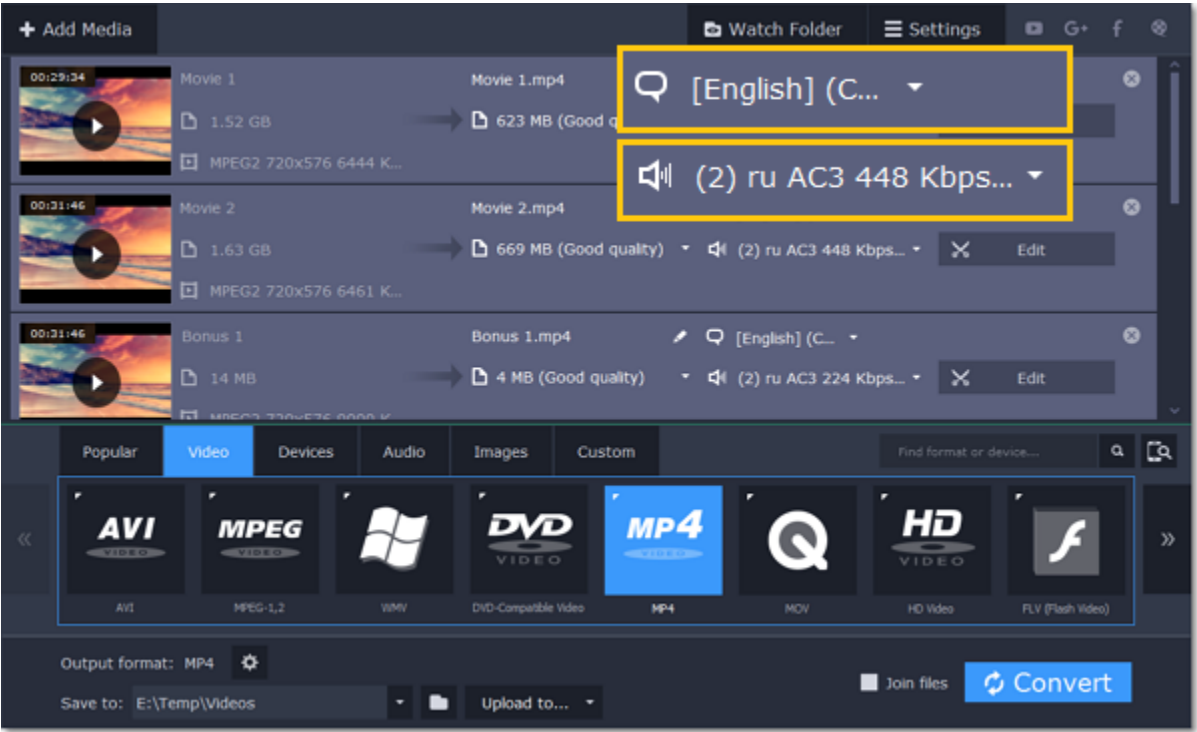 Add Media
Watch Folder
Settings
G+
00:29:34
Movie 1
Movie 1.mp4
[English] (C...
1.52 GB
623 MB (Good q
MPEG2 720x576 6444 K...
(2) ru AC3 448 Kbps...
00:31:46
Movie 2
Movie 2.mp4
1.63 GB
669 MB (Good quality)
(2) ru AC3 448 Kbps...
Edit
MPEG2 720x576 6461 K...
00:31:46
Bonus 1
Bonus 1.mp4
[English] (C...
14 MB
4 MB (Good quality)
(2) ru AC3 224 Kbps...
Edit
MPEG2 720x576 9000 K
Popular
Video
Devices
Audio
Images
Custom
Find format or device....
AVI
VIDEO
MPEG
VIDEO
DVD
VIDEO
MP4
VIDEO
HD
VIDEO
AVI
MPEG-1,2
WMV
DVD-Compatible Video
MP4
MOV
HD Video
FLV (Flash Video)
Output format: MP4
Join files
Convert
Save to: E:\Temp\Videos
Upload to...